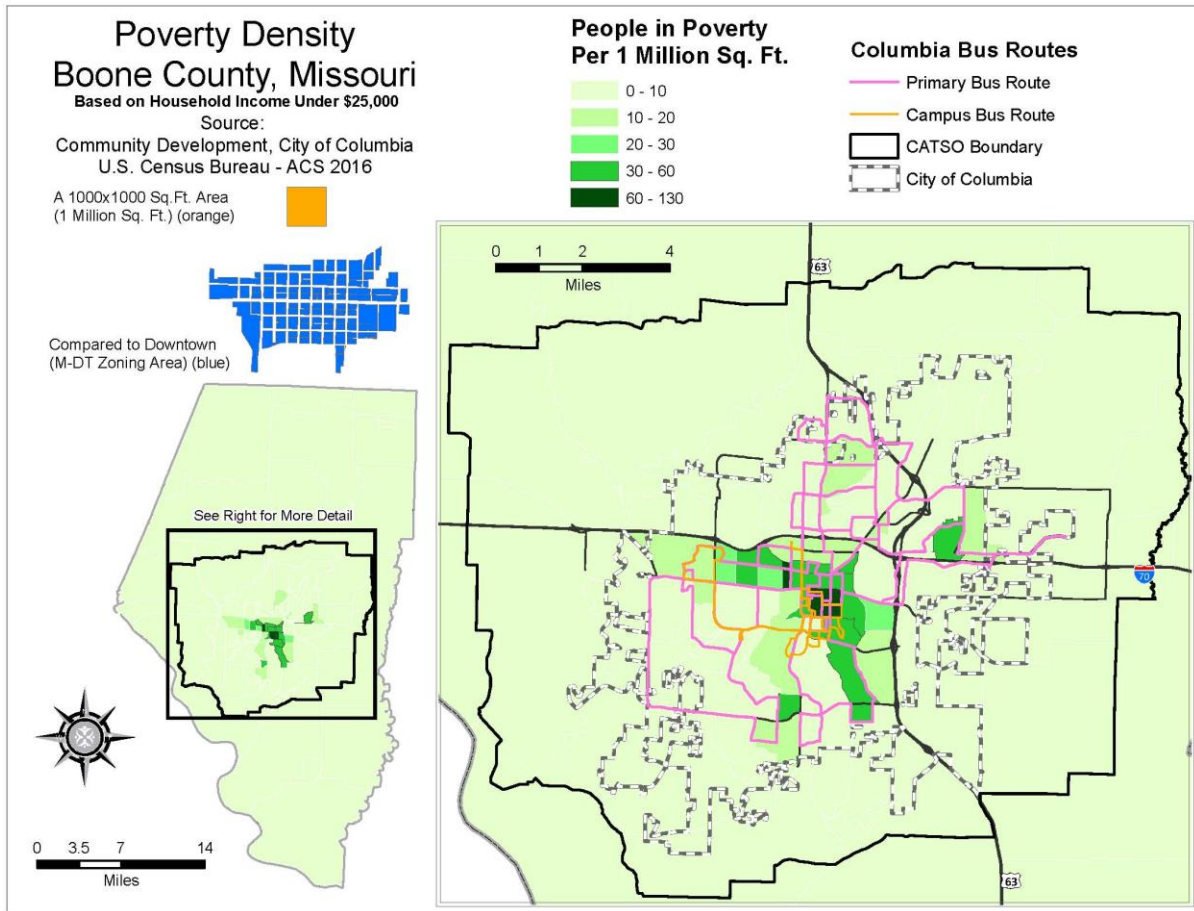 Poverty Density
Boone County, Missouri
Based on Household Income Under $25,000
Source:
Community Development, City of Columbia
U.S. Census Bureau - ACS 2016
A 1000x1000 Sq.Ft. Area
(1 Million Sq. Ft.) (orange)
Compared to Downtown
(M-DT Zoning Area) (blue)
People in Poverty
Per 1 Million Sq. Ft.
0 - 10
10 - 20
20 - 30
30 - 60
60 - 130
Columbia Bus Routes
Primary Bus Route
Campus Bus Route
CATSO Boundary
City of Columbia
0 1 2 4
Miles
63
70
63
See Right for More Detail
0 3.5 7 14
Miles